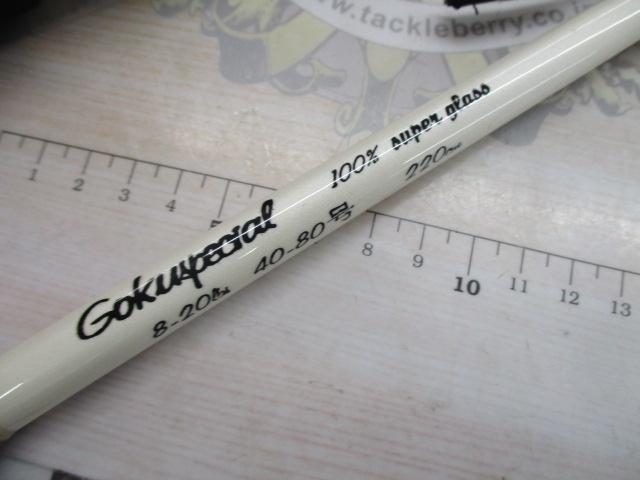 www.tackleberry.co
100% super glass
220cm
Gokuspecial
40-80号
8-20lbs
1 2 3 4 5 8 9 10 11 12 13